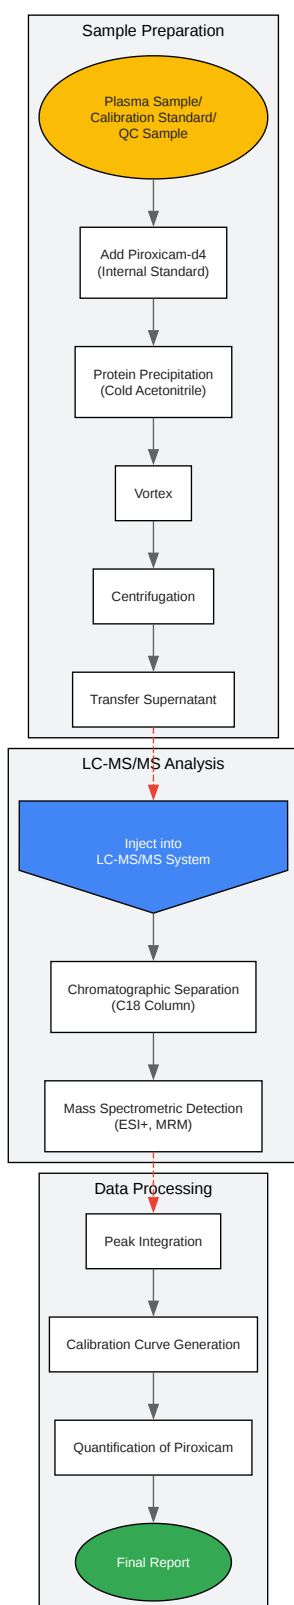 Sample Preparation
Plasma Sample/
Calibration Standard/
QC Sample
Add Piroxicam-d4
(Internal Standard)
Protein Precipitation
(Cold Acetonitrile)
Vortex
Centrifugation
Transfer Supernatant
LC-MS/MS Analysis
Inject into
LC-MS/MS System
Chromatographic Separation
(C18 Column)
Mass Spectrometric Detection
(ESI+, MRM)
Data Processing
Peak Integration
Calibration Curve Generation
Quantification of Piroxicam
Final Report